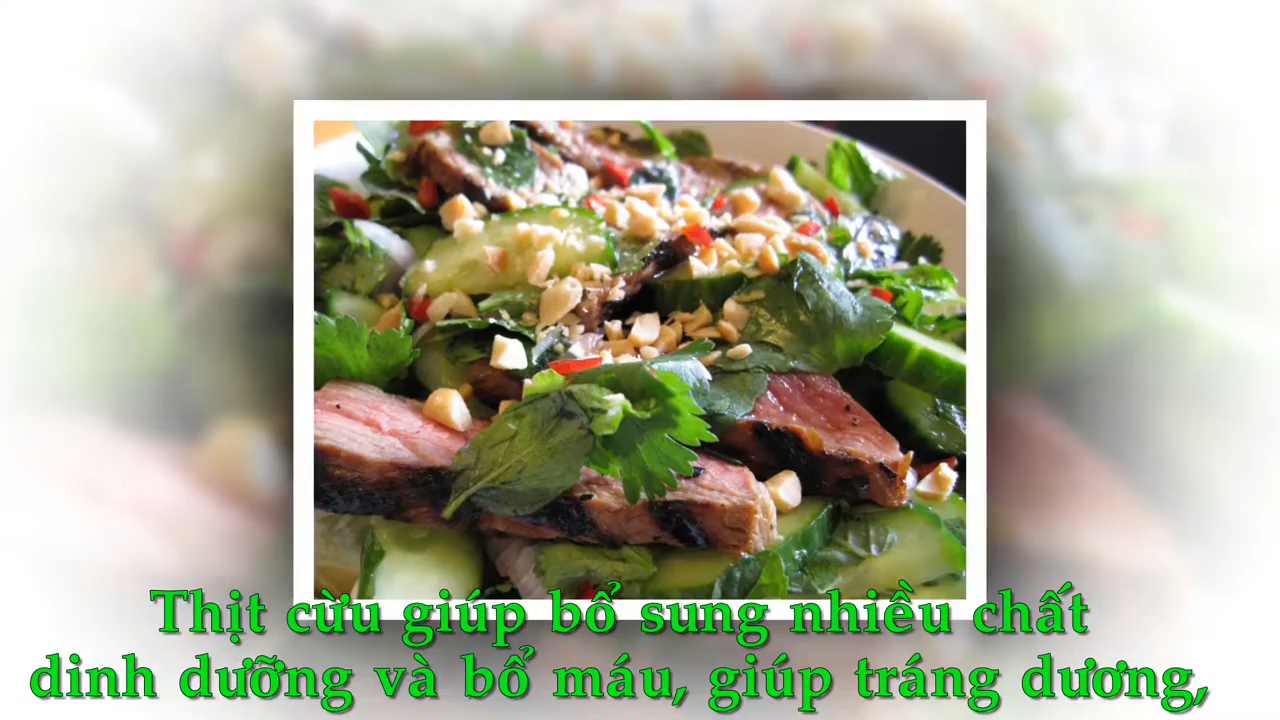 Thịt cừu giúp bổ sung nhiều chất
dinh dưỡng và bổ máu, giúp tráng dương,